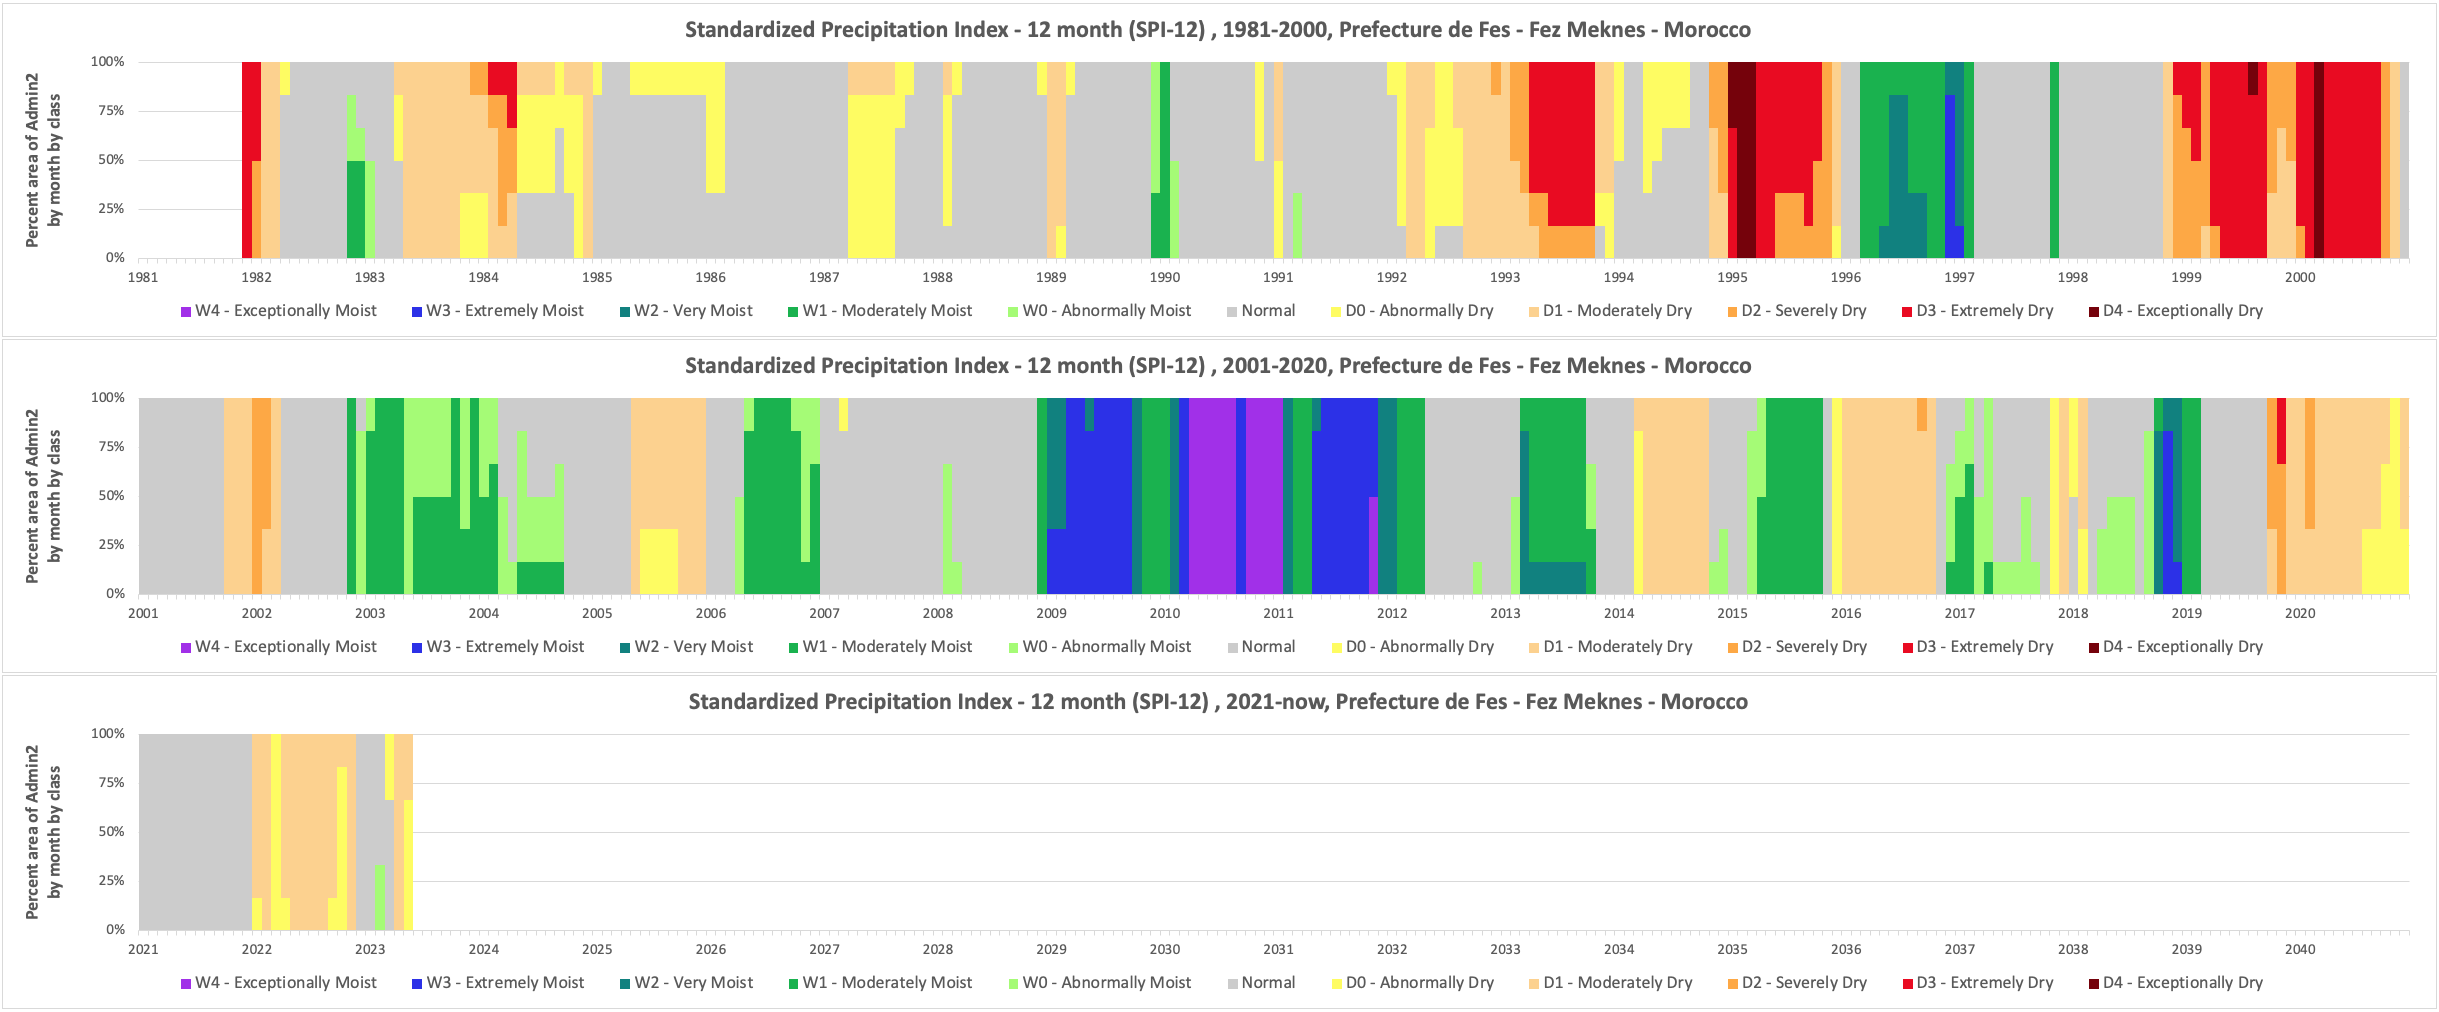 Standardized Precipitation Index - 12 month (SPI-12) , 1981-2000, Prefecture de Fes - Fez Meknes - Morocco
Percent area of Admin2
by month by class
100%
75%
50%
25%
0%
1981 1982 1983 1984 1985 1986 1987 1988 1989 1990 1991 1992 1993 1994 1995 1996 1997 1998 1999 2000
W4 - Exceptionally Moist W3 - Extremely Moist W2 - Very Moist W1 - Moderately Moist W0 - Abnormally Moist Normal D0 - Abnormally Dry D1 - Moderately Dry D2 - Severely Dry D3 - Extremely Dry D4 - Exceptionally Dry
Standardized Precipitation Index - 12 month (SPI-12) , 2001-2020, Prefecture de Fes - Fez Meknes - Morocco
Percent area of Admin2
by month by class
100%
75%
50%
25%
0%
2001 2002 2003 2004 2005 2006 2007 2008 2009 2010 2011 2012 2013 2014 2015 2016 2017 2018 2019 2020
W4 - Exceptionally Moist W3 - Extremely Moist W2 - Very Moist W1 - Moderately Moist W0 - Abnormally Moist Normal D0 - Abnormally Dry D1 - Moderately Dry D2 - Severely Dry D3 - Extremely Dry D4 - Exceptionally Dry
Standardized Precipitation Index - 12 month (SPI-12) , 2021-now, Prefecture de Fes - Fez Meknes - Morocco
Percent area of Admin2
by month by class
100%
75%
50%
25%
0%
2021 2022 2023 2024 2025 2026 2027 2028 2029 2030 2031 2032 2033 2034 2035 2036 2037 2038 2039 2040
W4 - Exceptionally Moist W3 - Extremely Moist W2 - Very Moist W1 - Moderately Moist W0 - Abnormally Moist Normal D0 - Abnormally Dry D1 - Moderately Dry D2 - Severely Dry D3 - Extremely Dry D4 - Exceptionally Dry